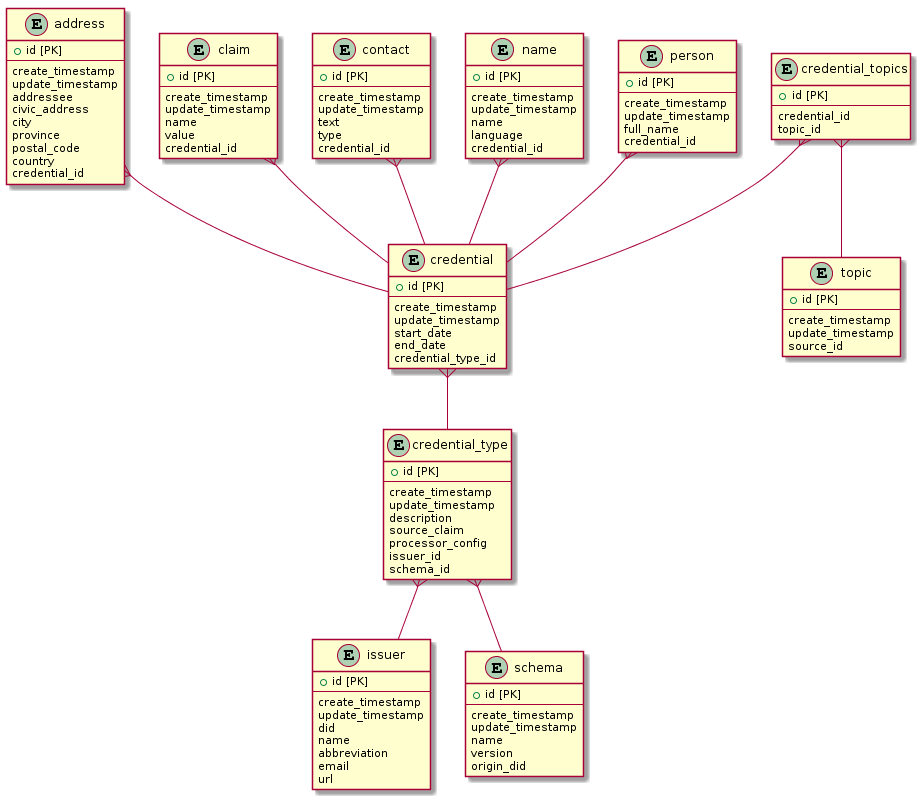 E address
id [PK]
create_timestamp
update_timestamp
addressee
civic_address
city
province
postal_code
country
credential_id
E claim
id [PK]
create_timestamp
update_timestamp
name
value
credential_id
E contact
id [PK]
create_timestamp
update_timestamp
text
type
credential_id
E name
id [PK]
create_timestamp
update_timestamp
name
language
credential_id
E person
id [PK]
create_timestamp
update_timestamp
full_name
credential_id
E credential_topics
id [PK]
credential_id
topic_id
E credential
id [PK]
create_timestamp
update_timestamp
start_date
end_date
credential_type_id
E topic
id [PK]
create_timestamp
update_timestamp
source_id
E credential_type
id [PK]
create_timestamp
update_timestamp
description
source_claim
processor_config
issuer_id
schema_id
E issuer
id [PK]
create_timestamp
update_timestamp
did
name
abbreviation
email
url
E schema
id [PK]
create_timestamp
update_timestamp
name
version
origin_did